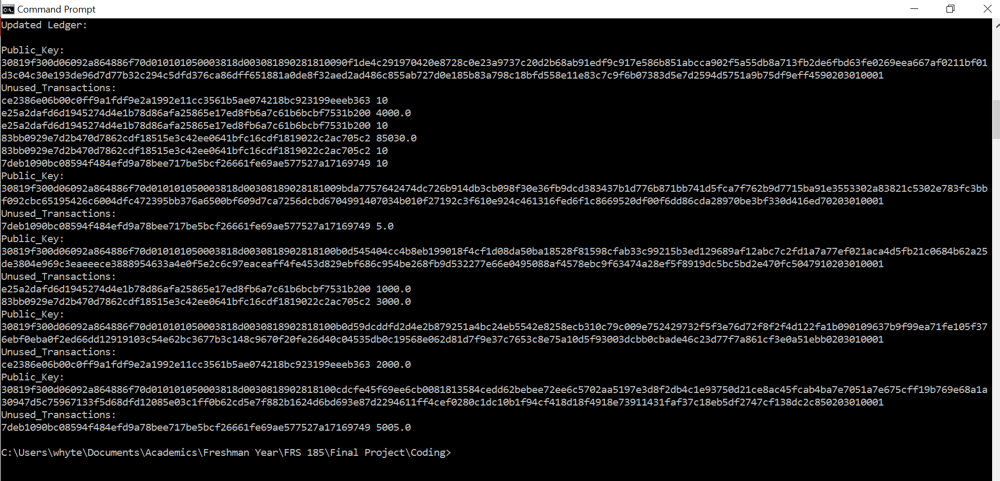 Command Prompt
Updated Ledger:
Public_Key:
30819f300d06092a864886f70d010101050003818d0030818902818100​90f1de4c291970420e8728c0e23a9737c20d2b68ab91edf9c917e586b851abcca902f5a55db8a713fb2de6fbd63fe0269eea667af0211bf01
d3c04c30e193de96d7d77b32c294c5dfd376ca86dff651881a0de8f32aed2ad486c855ab727d0e185b83a798c18bfd558e11e83c7c9f6b07383d5e7d2594d5751a9b75df9eff4590203010001
Unused_Transactions:
ce2386e06b00c0ff9a1fdf9e2a1992e11cc3561b5ae074218bc923199eeeb363 10
e25a2dafd6d1945274d4e1b78d86afa25865e17ed8fb6a7c61b6bcbf7531b200 4000.0
e25a2dafd6d1945274d4e1b78d86afa25865e17ed8fb6a7c61b6bcbf7531b200 10
83bb0929e7d2b470d7862cdf18515e3c42ee0641bfc16cdf1819022c2ac705c2 85030.0
83bb0929e7d2b470d7862cdf18515e3c42ee0641bfc16cdf1819022c2ac705c2 10
7deb1090bc08594f484efd9a78bee717be5bcf26661fe69ae577527a17169749 10
Public_Key:
30819f300d06092a864886f70d010101050003818d00308189028181009bda7757642474dc726b914db3cb098f30e36fb9dcd383437b1d776b871bb741d5fca7f762b9d7715ba91e3553302a83821c5302e783fc3bb
f092cbc65195426c6004dfc472395bb376a6500bf609d7ca7256dcbd6704991407034b010f27192c3f610e924c461316fed6f1c8669520df00f6dd86cda28970be3bf330d416ed70203010001
Unused_Transactions:
7deb1090bc08594f484efd9a78bee717be5bcf26661fe69ae577527a17169749 5.0
Public_Key:
30819f300d06092a864886f70d010101050003818d0030818902818100b0d545404cc4b8eb199018f4cf1d08da50ba18528f81598cfab33c99215b3ed129689af12abc7c2fd1a7a77ef021aca4d5fb21c0684b62a25
de3804e969c3eaeeece3888954633a4e0f5e2c6c97eaceaff4fe453d829ebf686c954be268fb9d532277e66e0495088af4578ebc9f63474a28ef5f8919dc5bc5bd2e470fc5047910203010001
Unused_Transactions:
e25a2dafd6d1945274d4e1b78d86afa25865e17ed8fb6a7c61b6bcbf7531b200 1000.0
83bb0929e7d2b470d7862cdf18515e3c42ee0641bfc16cdf1819022c2ac705c2 3000.0
Public_Key:
30819f300d06092a864886f70d010101050003818d0030818902818100b0d59dcddfd2d4e2b879251a4bc24eb5542e8258ecb310c79c009e752429732f5f3e76d72f8f2f4d122fa1b090109637b9f99ea71fe105f37
6ebf0eba0f2ed66dd12919103c54e62bc3677b3c148c9670f20fe26d40c04535db0c19568e062d81d7f9e37c7653c8e75a10d5f93003dcbb0cbade46c23d77f7a861cf3e0a51ebb0203010001
Unused_Transactions:
ce2386e06b00c0ff9a1fdf9e2a1992e11cc3561b5ae074218bc923199eeeb363 2000.0
Public_Key:
30819f300d06092a864886f70d010101050003818d0030818902818100cdcfe45f69ee6cb0081813584cedd62bebee72ee6c5702aa5197e3d8f2db4c1e93750d21ce8ac45fcab4ba7e7051a7e675cff19b769e68a1a
30947d5c75967133f5d68dfd12085e03c1ff0b62cd5e7f882b1624d6bd693e87d2294611ff4cef0280c1dc10b1f94cf418d18f4918e73911431faf37c18eb5df2747cf138dc2c850203010001
Unused_Transactions:
7deb1090bc08594f484efd9a78bee717be5bcf26661fe69ae577527a17169749 5005.0
C:\Users\whyte\Documents\Academics\Freshman Year\FRS 185\Final Project\Coding>